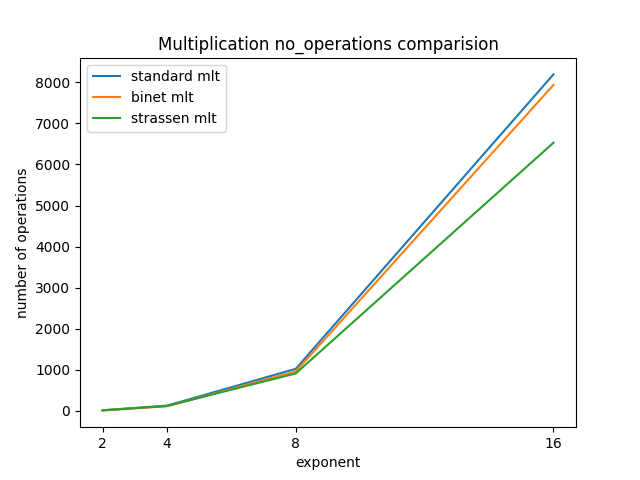 Multiplication no_operations comparision
standard mlt
binet mlt
strassen mlt
number of operations
8000
7000
6000
5000
4000
3000
2000
1000
0
2 4 8 16
exponent